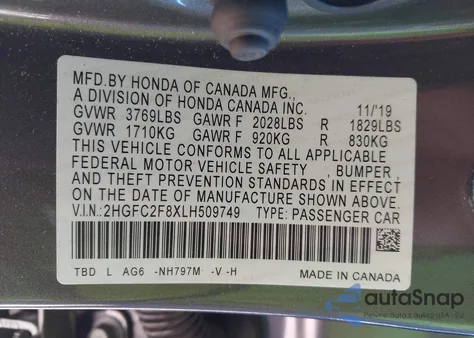 MFD.BY HONDA OF CANADA MFG.,
A DIVISION OF HONDA CANADA INC. 11/'19
GVWR 3769LBS GAWR F 2028LBS R 1829LBS
GVWR 1710KG GAWR F 920KG R 830KG
THIS VEHICLE CONFORMS TO ALL APPLICABLE
FEDERAL MOTOR VEHICLE SAFETY , BUMPER ,
AND THEFT PREVENTION STANDARDS IN EFFECT
ON THE DATE OF MANUFACTURE SHOWN ABOVE.
V.I.N.:2HGFC2F8XLH509749 TYPE: PASSENGER CAR
TBD L AG6 -NH797M -V -H MADE IN CANADA
autoSnap